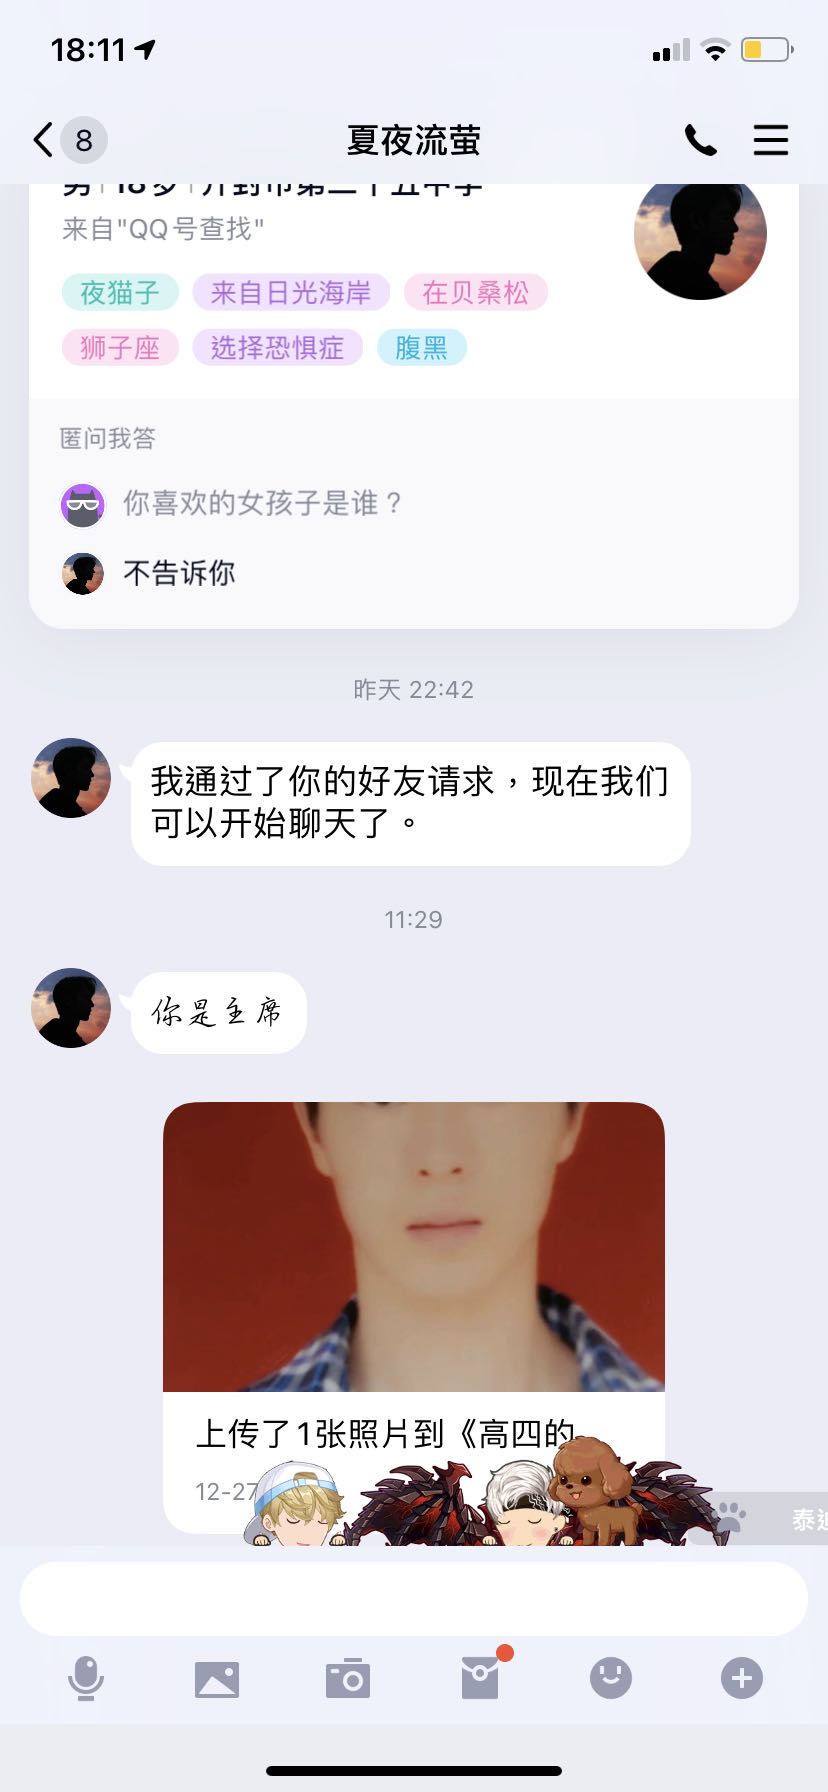 18:11
8
夏夜流萤
来自"QQ号查找"
夜猫子 来自日光海岸 在贝桑松
狮子座 选择恐惧症 腹黑
匿问我答
你喜欢的女孩子是谁？
不告诉你
昨天 22:42
我通过了你的好友请求，现在我们
可以开始聊天了。
11:29
你是主席
上传了1张照片到《高四的
12-27
泰迪